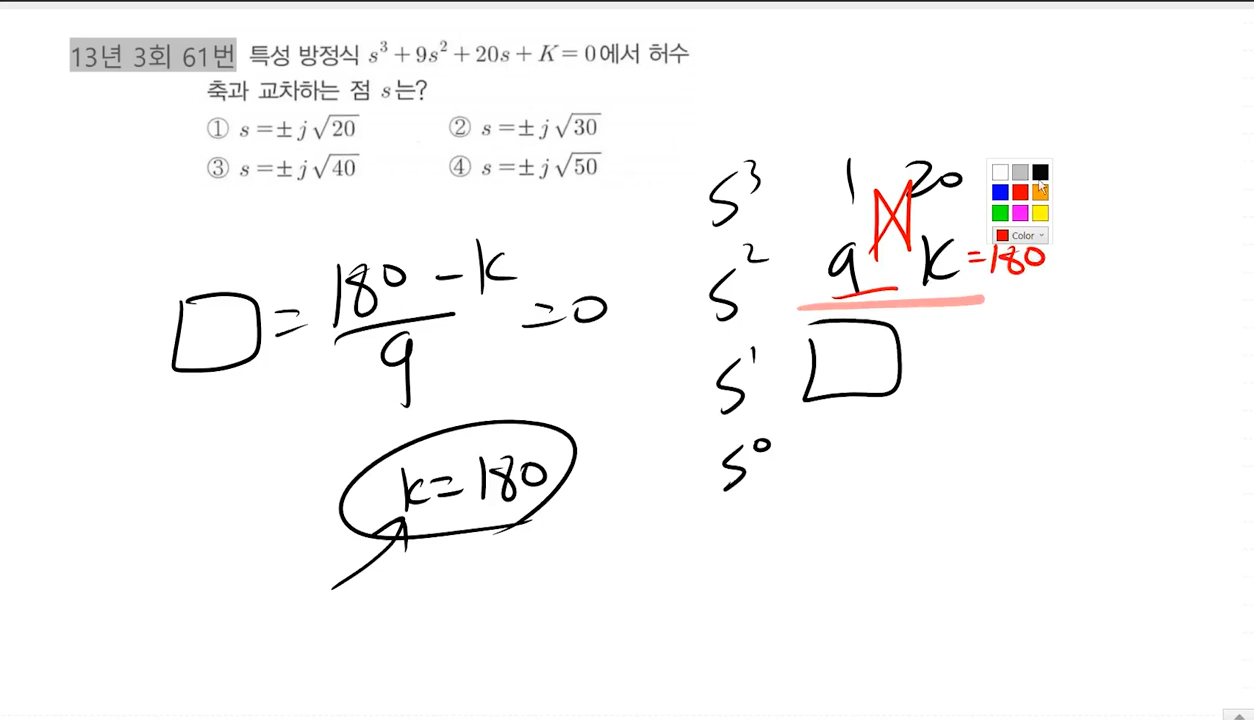 13년 3회 61번 특성 방정식 s³ + 9s² + 20s + K = 0에서 허수
축과 교차하는 점 s는?
① s = ± j√20 ② s = ± j√30
③ s = ± j√40 ④ s = ± j√50
s³ 1 20
s² 9 k = 180
s¹ □
s⁰
□ = (180 - k)/9 = 0
k = 180
Color